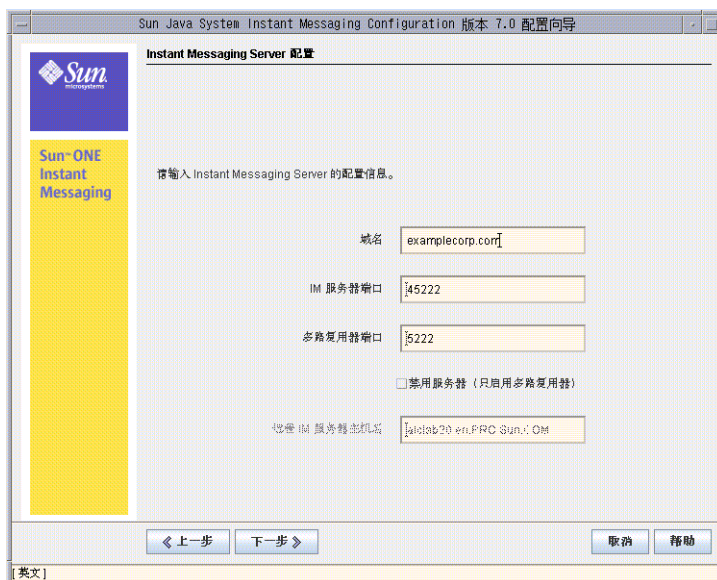 Sun Java System Instant Messaging Configuration 版本 7.0 配置向导
Sun
microsystems
Sun ONE
Instant
Messaging
Instant Messaging Server 配置
请输入 Instant Messaging Server 的配置信息。
域名 examplecorp.com
IM 服务器端口 45222
多路复用器端口 5222
禁用服务器（只启用多路复用器）
IM 服务器主机名
上一步 下一步 取消 帮助
[英文]